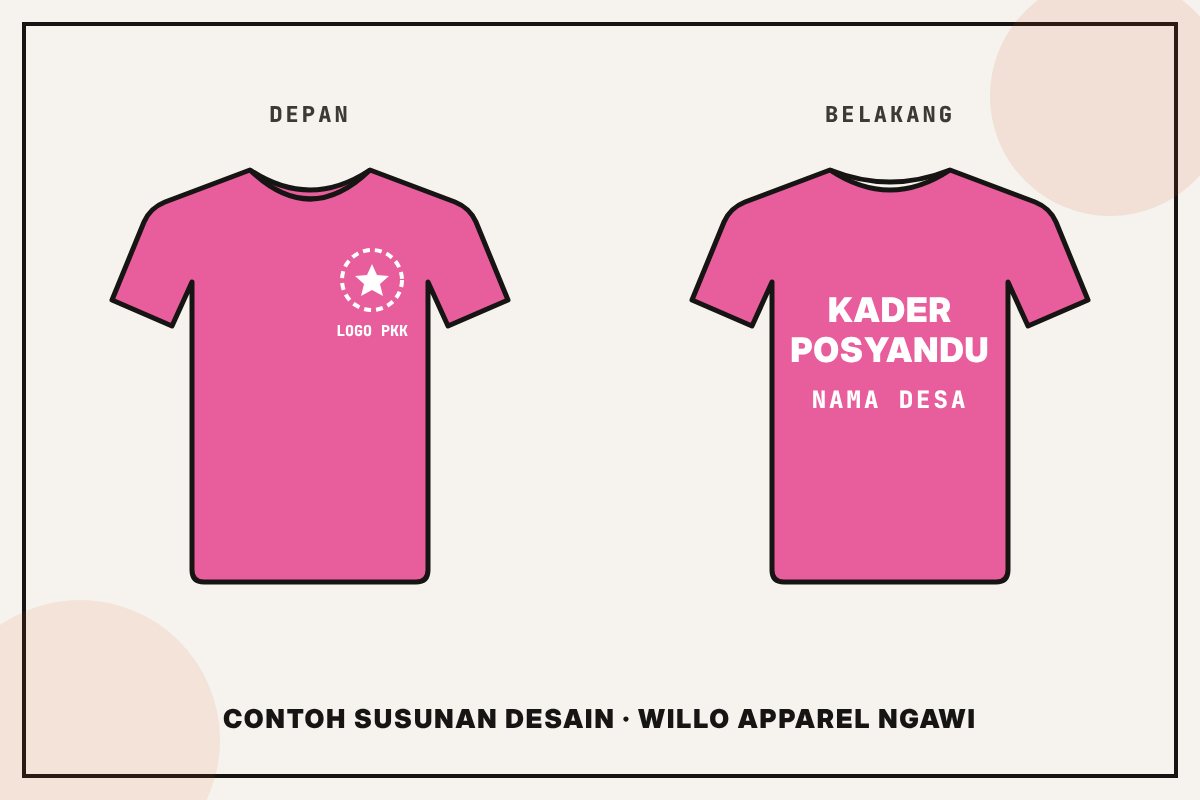 DEPAN
BELAKANG
LOGO PKK
KADER
POSYANDU
NAMA DESA
CONTOH SUSUNAN DESAIN · WILLO APPAREL NGAWI